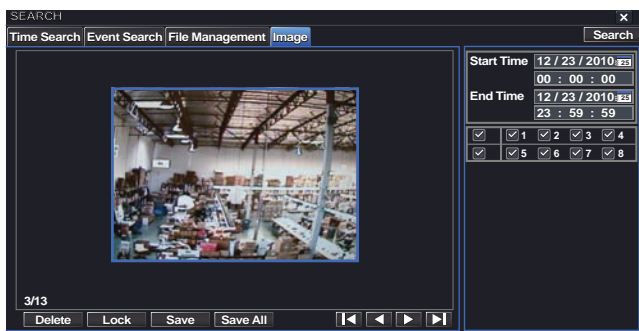 SEARCH
Time Search Event Search File Management Image Search
Start Time 12 / 23 / 2010 25
00 : 00 : 00
End Time 12 / 23 / 2010 25
23 : 59 : 59
1 2 3 4
5 6 7 8
3/13
Delete Lock Save Save All